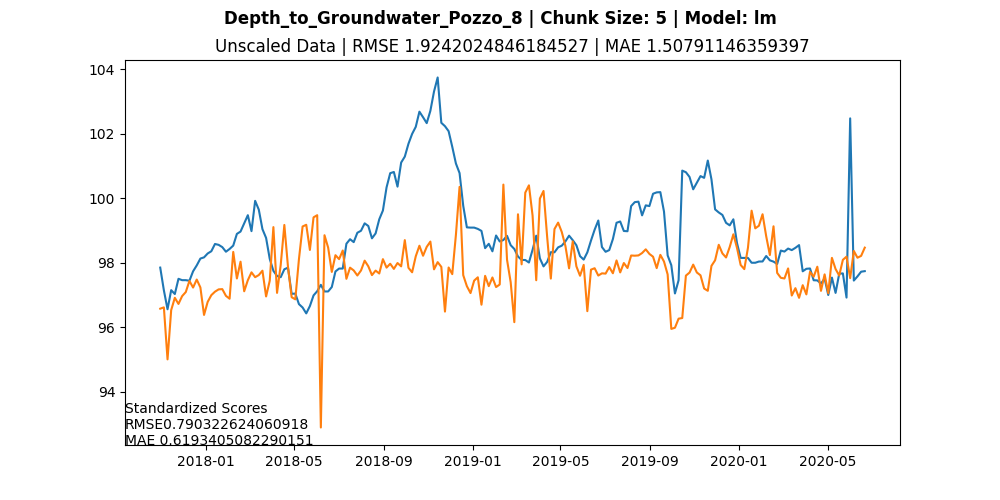 Depth_to_Groundwater_Pozzo_8 | Chunk Size: 5 | Model: lm
Unscaled Data | RMSE 1.9242024846184527 | MAE 1.50791146359397
104
102
100
98
96
94
Standardized Scores
RMSE0.790322624060918
MAE 0.6193405082290151
2018-01 2018-05 2018-09 2019-01 2019-05 2019-09 2020-01 2020-05